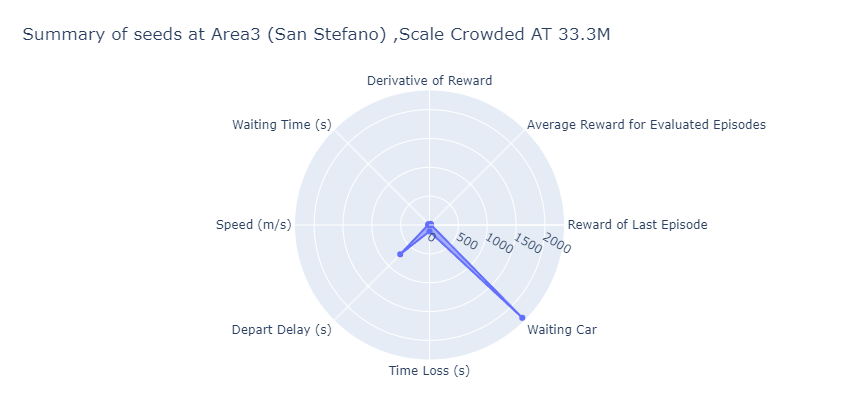 Summary of seeds at Area3 (San Stefano) ,Scale Crowded AT 33.3M
Derivative of Reward
Waiting Time (s)
Average Reward for Evaluated Episodes
Speed (m/s)
Reward of Last Episode
0
500
1000
1500
2000
Depart Delay (s)
Waiting Car
Time Loss (s)